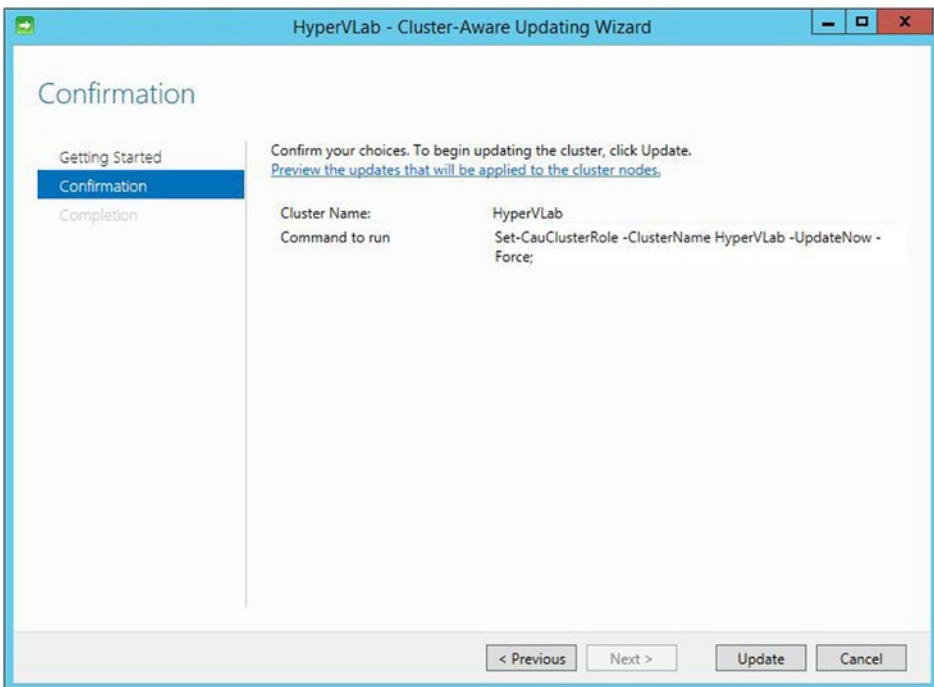 HyperVLab - Cluster-Aware Updating Wizard
Confirmation
Getting Started
Confirmation
Completion
Confirm your choices. To begin updating the cluster, click Update.
Preview the updates that will be applied to the cluster nodes.
Cluster Name: HyperVLab
Command to run Set-CauClusterRole -ClusterName HyperVLab -UpdateNow -
Force;
< Previous Next > Update Cancel